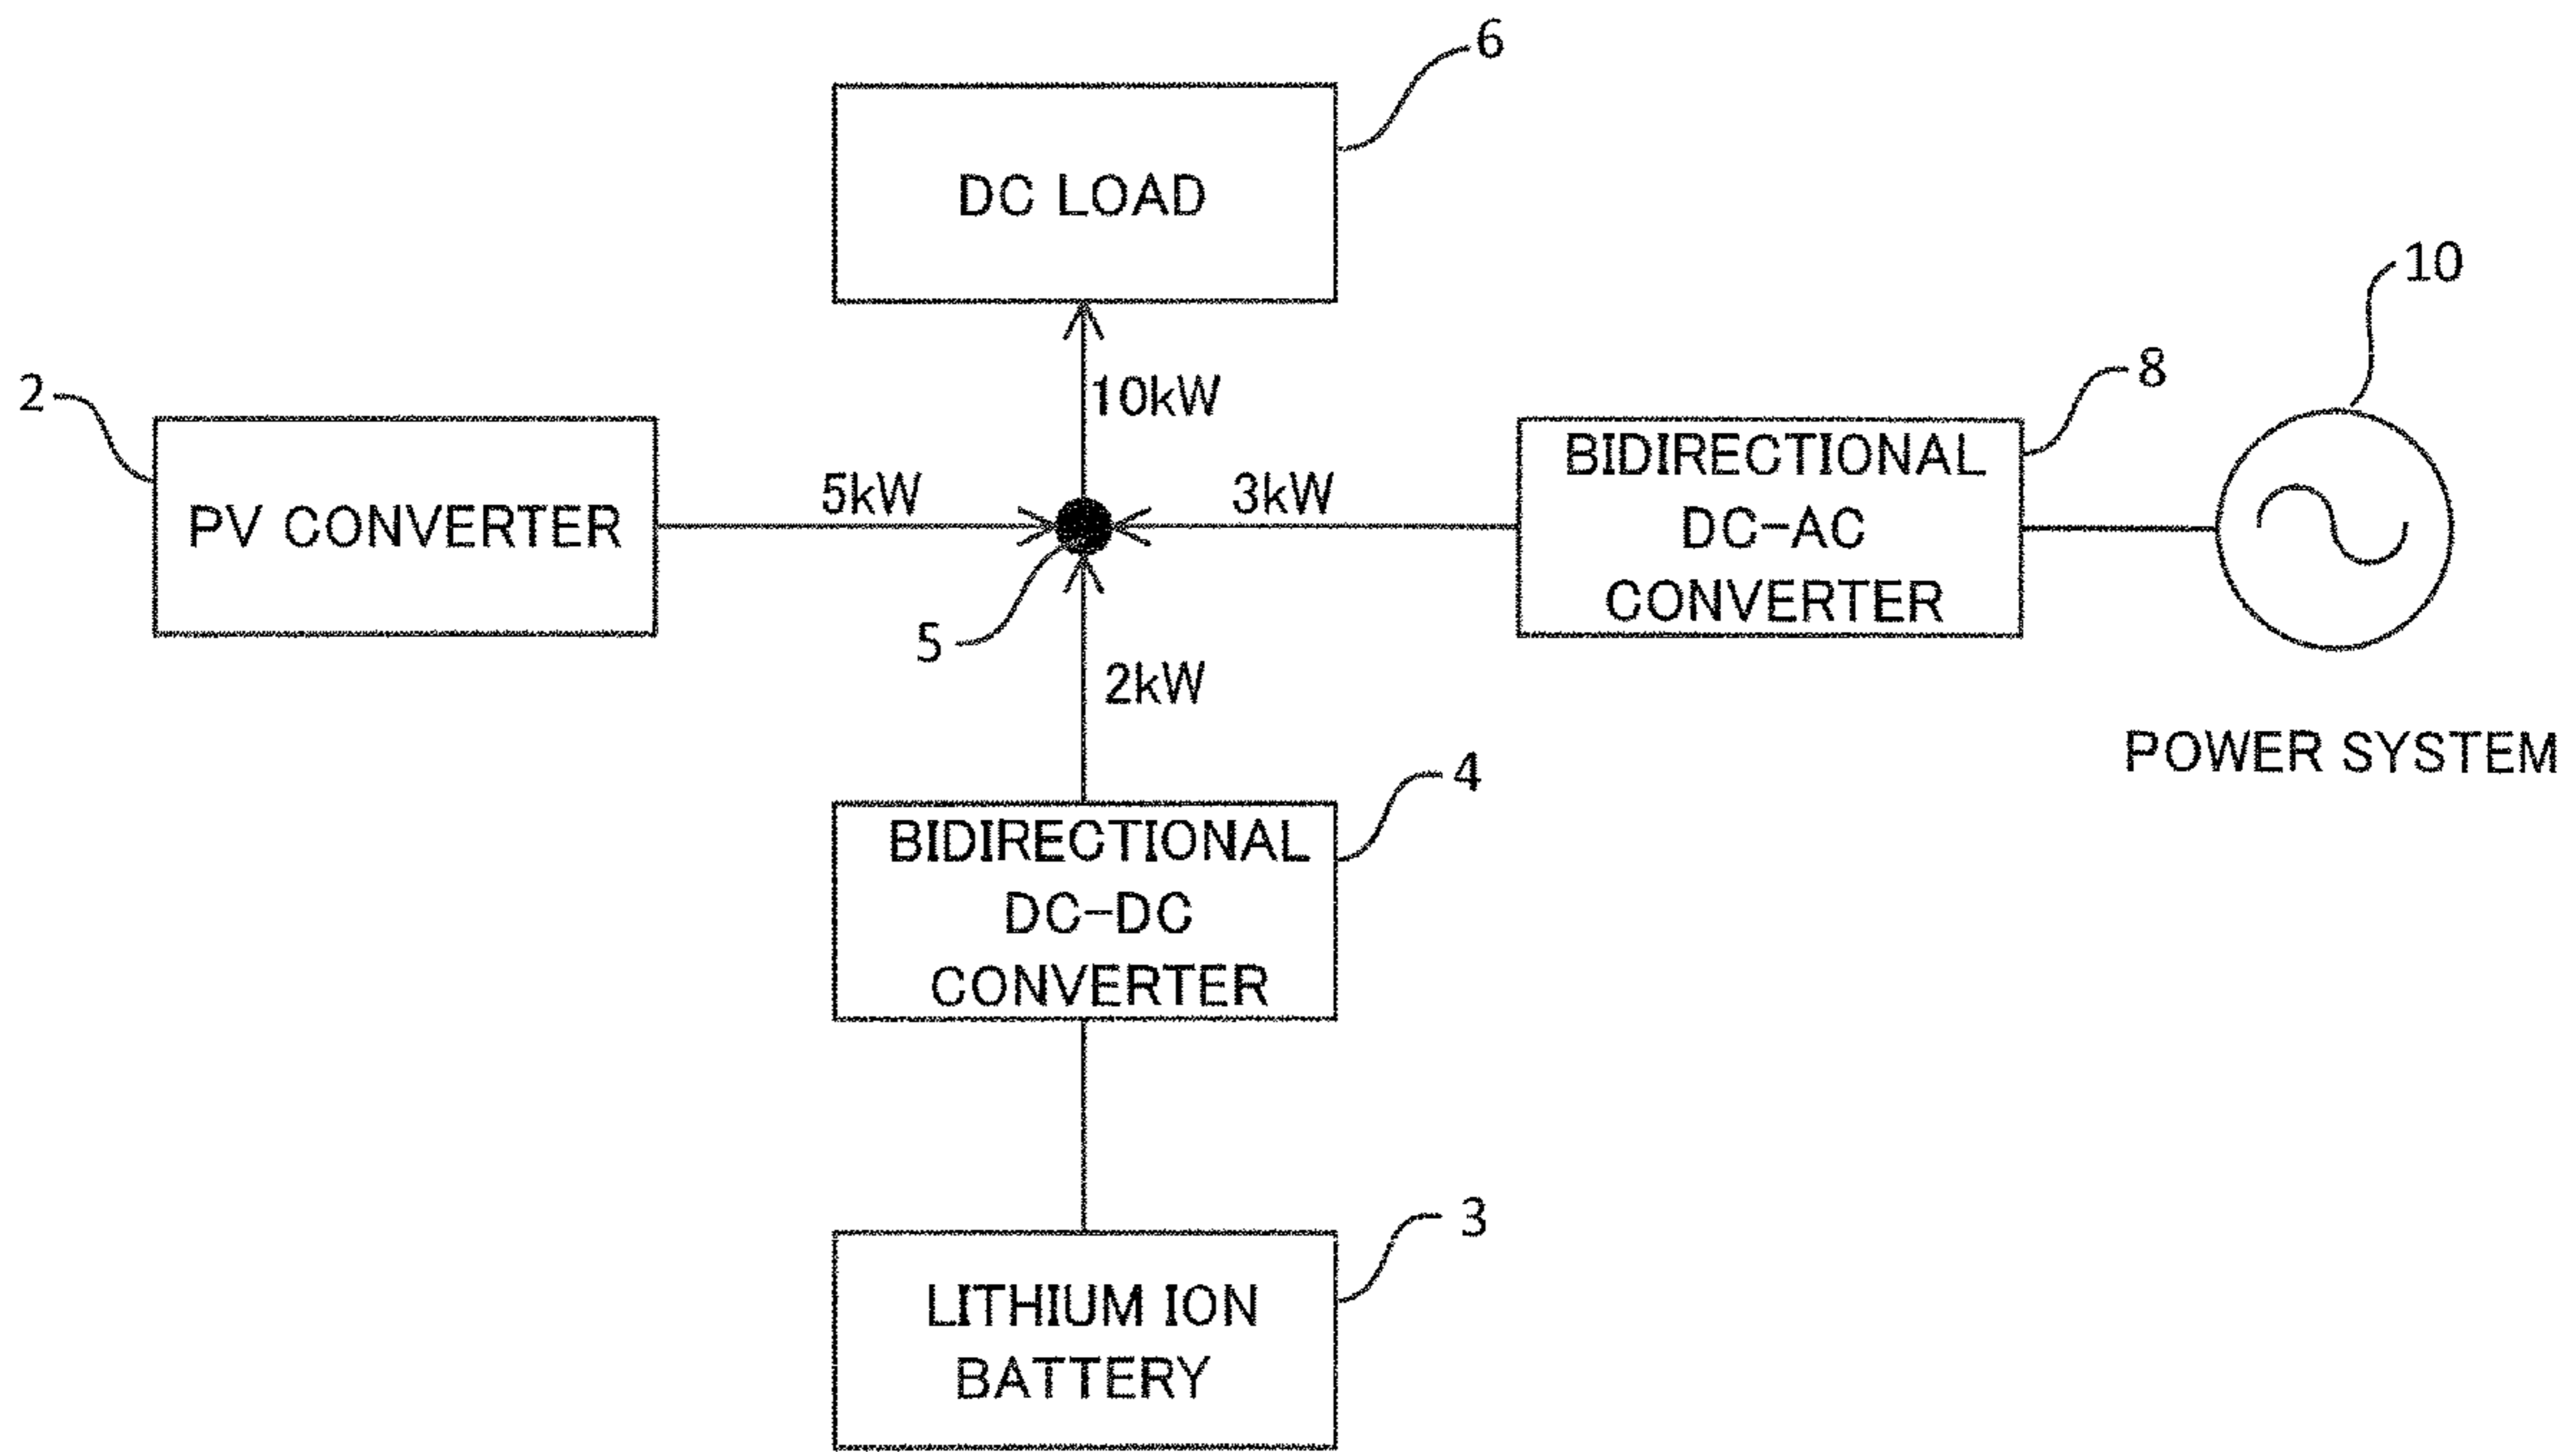 6
DC LOAD
10
10kW
2
8
PV CONVERTER
5kW
3kW
BIDIRECTIONAL
DC-AC
CONVERTER
5
2kW
POWER SYSTEM
4
BIDIRECTIONAL
DC-DC
CONVERTER
3
LITHIUM ION
BATTERY